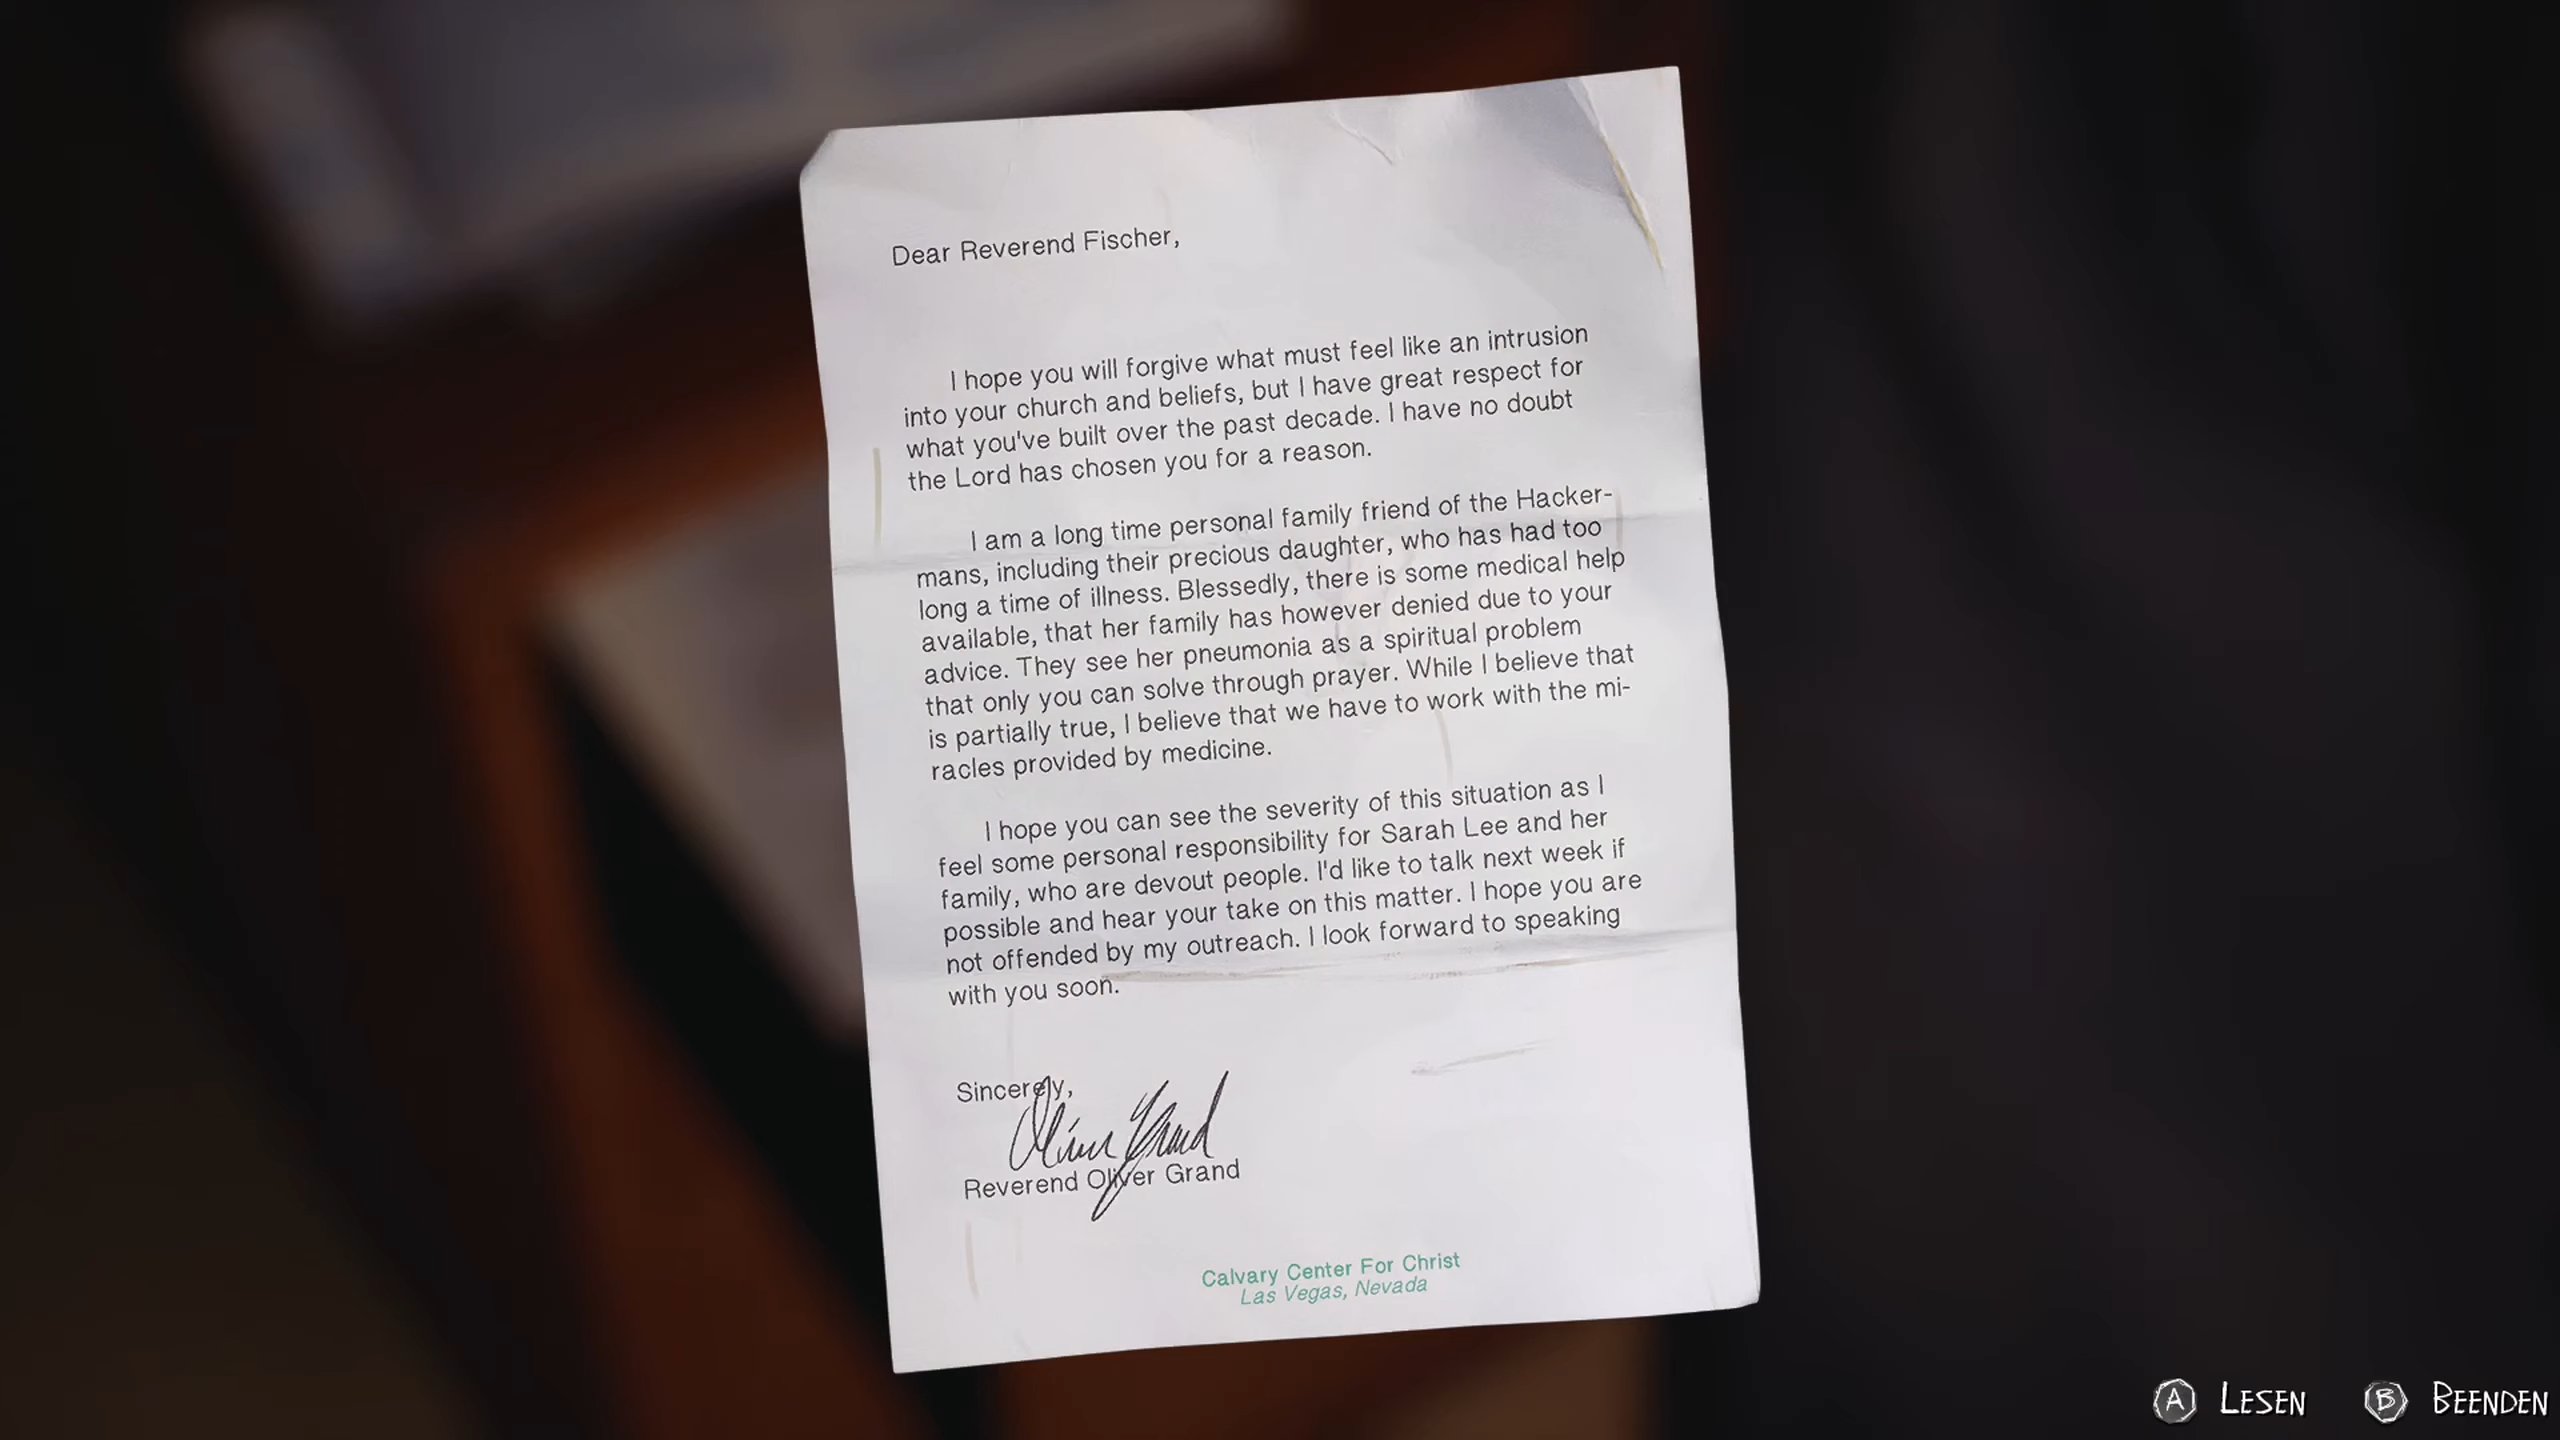 Dear Reverend Fischer,
I hope you will forgive what must feel like an intrusion
into your church and beliefs, but I have great respect for
what you've built over the past decade. I have no doubt
the Lord has chosen you for a reason.
I am a long time personal family friend of the Hacker-
mans, including their precious daughter, who has had too
long a time of illness. Blessedly, there is some medical help
available, that her family has however denied due to your
advice. They see her pneumonia as a spiritual problem
that only you can solve through prayer. While I believe that
is partially true, I believe that we have to work with the mi-
racles provided by medicine.
I hope you can see the severity of this situation as I
feel some personal responsibility for Sarah Lee and her
family, who are devout people. I'd like to talk next week if
possible and hear your take on this matter. I hope you are
not offended by my outreach. I look forward to speaking
with you soon.
Sincerely,
Oliver Grand
Reverend Oliver Grand
Calvary Center For Christ
Las Vegas, Nevada
A LESEN B BEENDEN